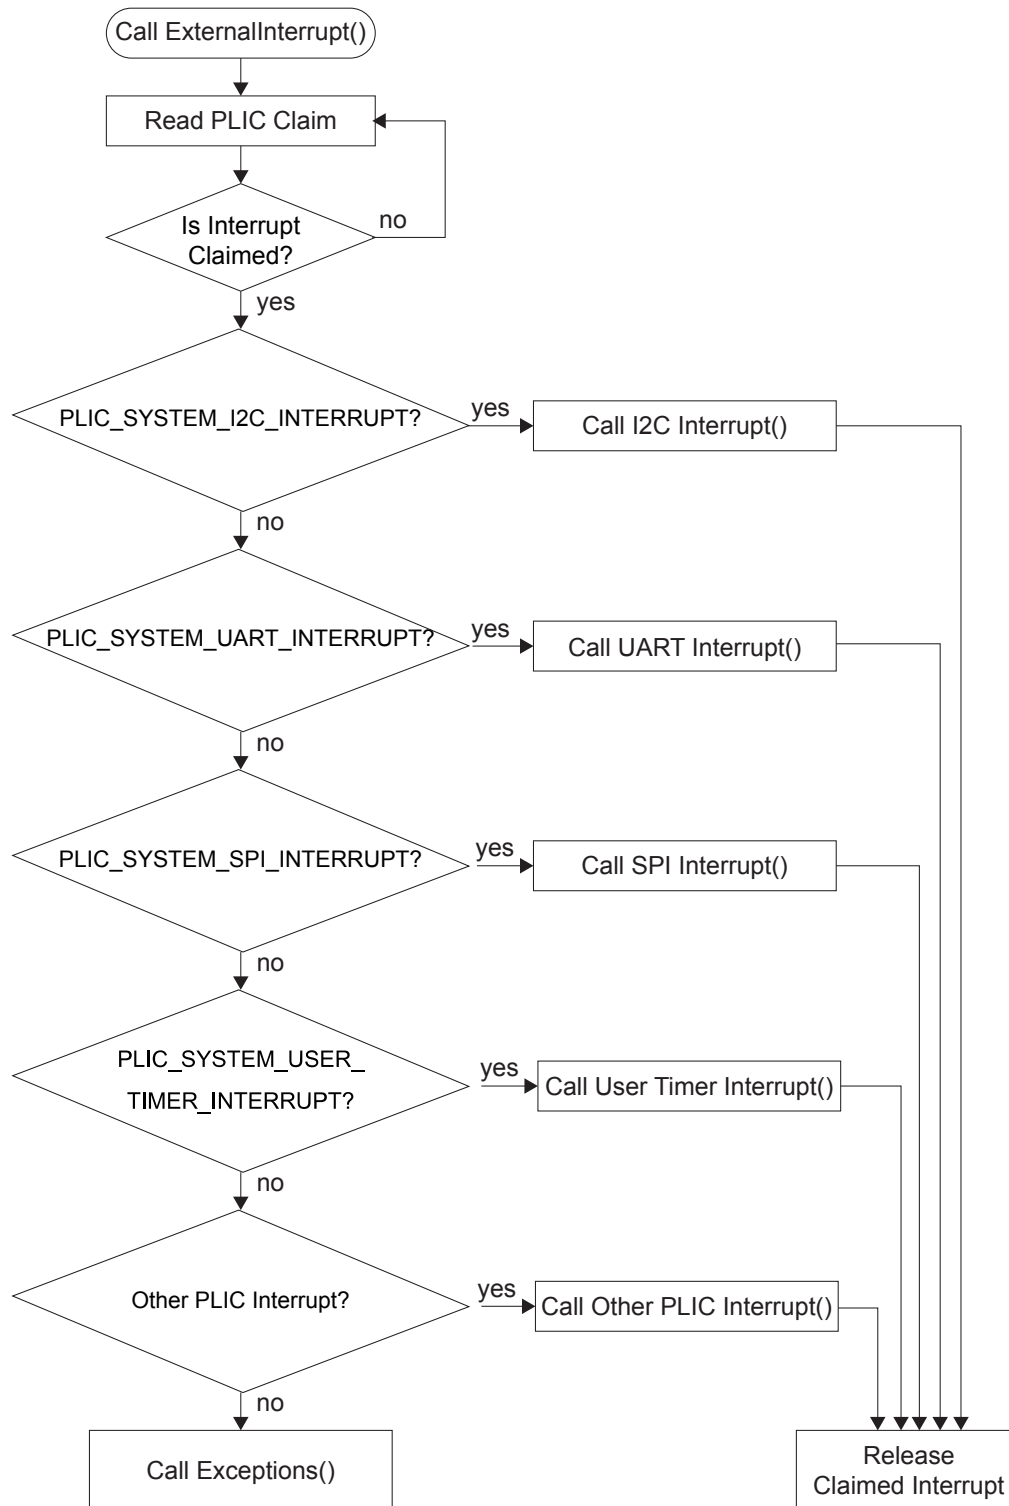 Call ExternalInterrupt()
Read PLIC Claim
Is Interrupt
Claimed?
no
yes
PLIC_SYSTEM_I2C_INTERRUPT?
yes
Call I2C Interrupt()
no
PLIC_SYSTEM_UART_INTERRUPT?
yes
Call UART Interrupt()
no
PLIC_SYSTEM_SPI_INTERRUPT?
yes
Call SPI Interrupt()
no
PLIC_SYSTEM_USER_
TIMER_INTERRUPT?
yes
Call User Timer Interrupt()
no
Other PLIC Interrupt?
yes
Call Other PLIC Interrupt()
no
Call Exceptions()
Release
Claimed Interrupt